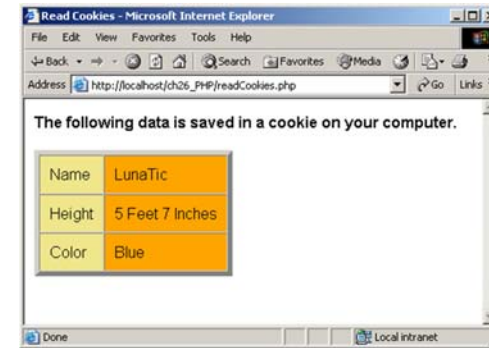 Read Cookies - Microsoft Internet Explorer
File Edit View Favorites Tools Help
Back Search Favorites Media
Address http://localhost/ch26_PHP/readCookies.php Go Links
The following data is saved in a cookie on your computer.
Name LunaTic
Height 5 Feet 7 Inches
Color Blue
Done Local intranet